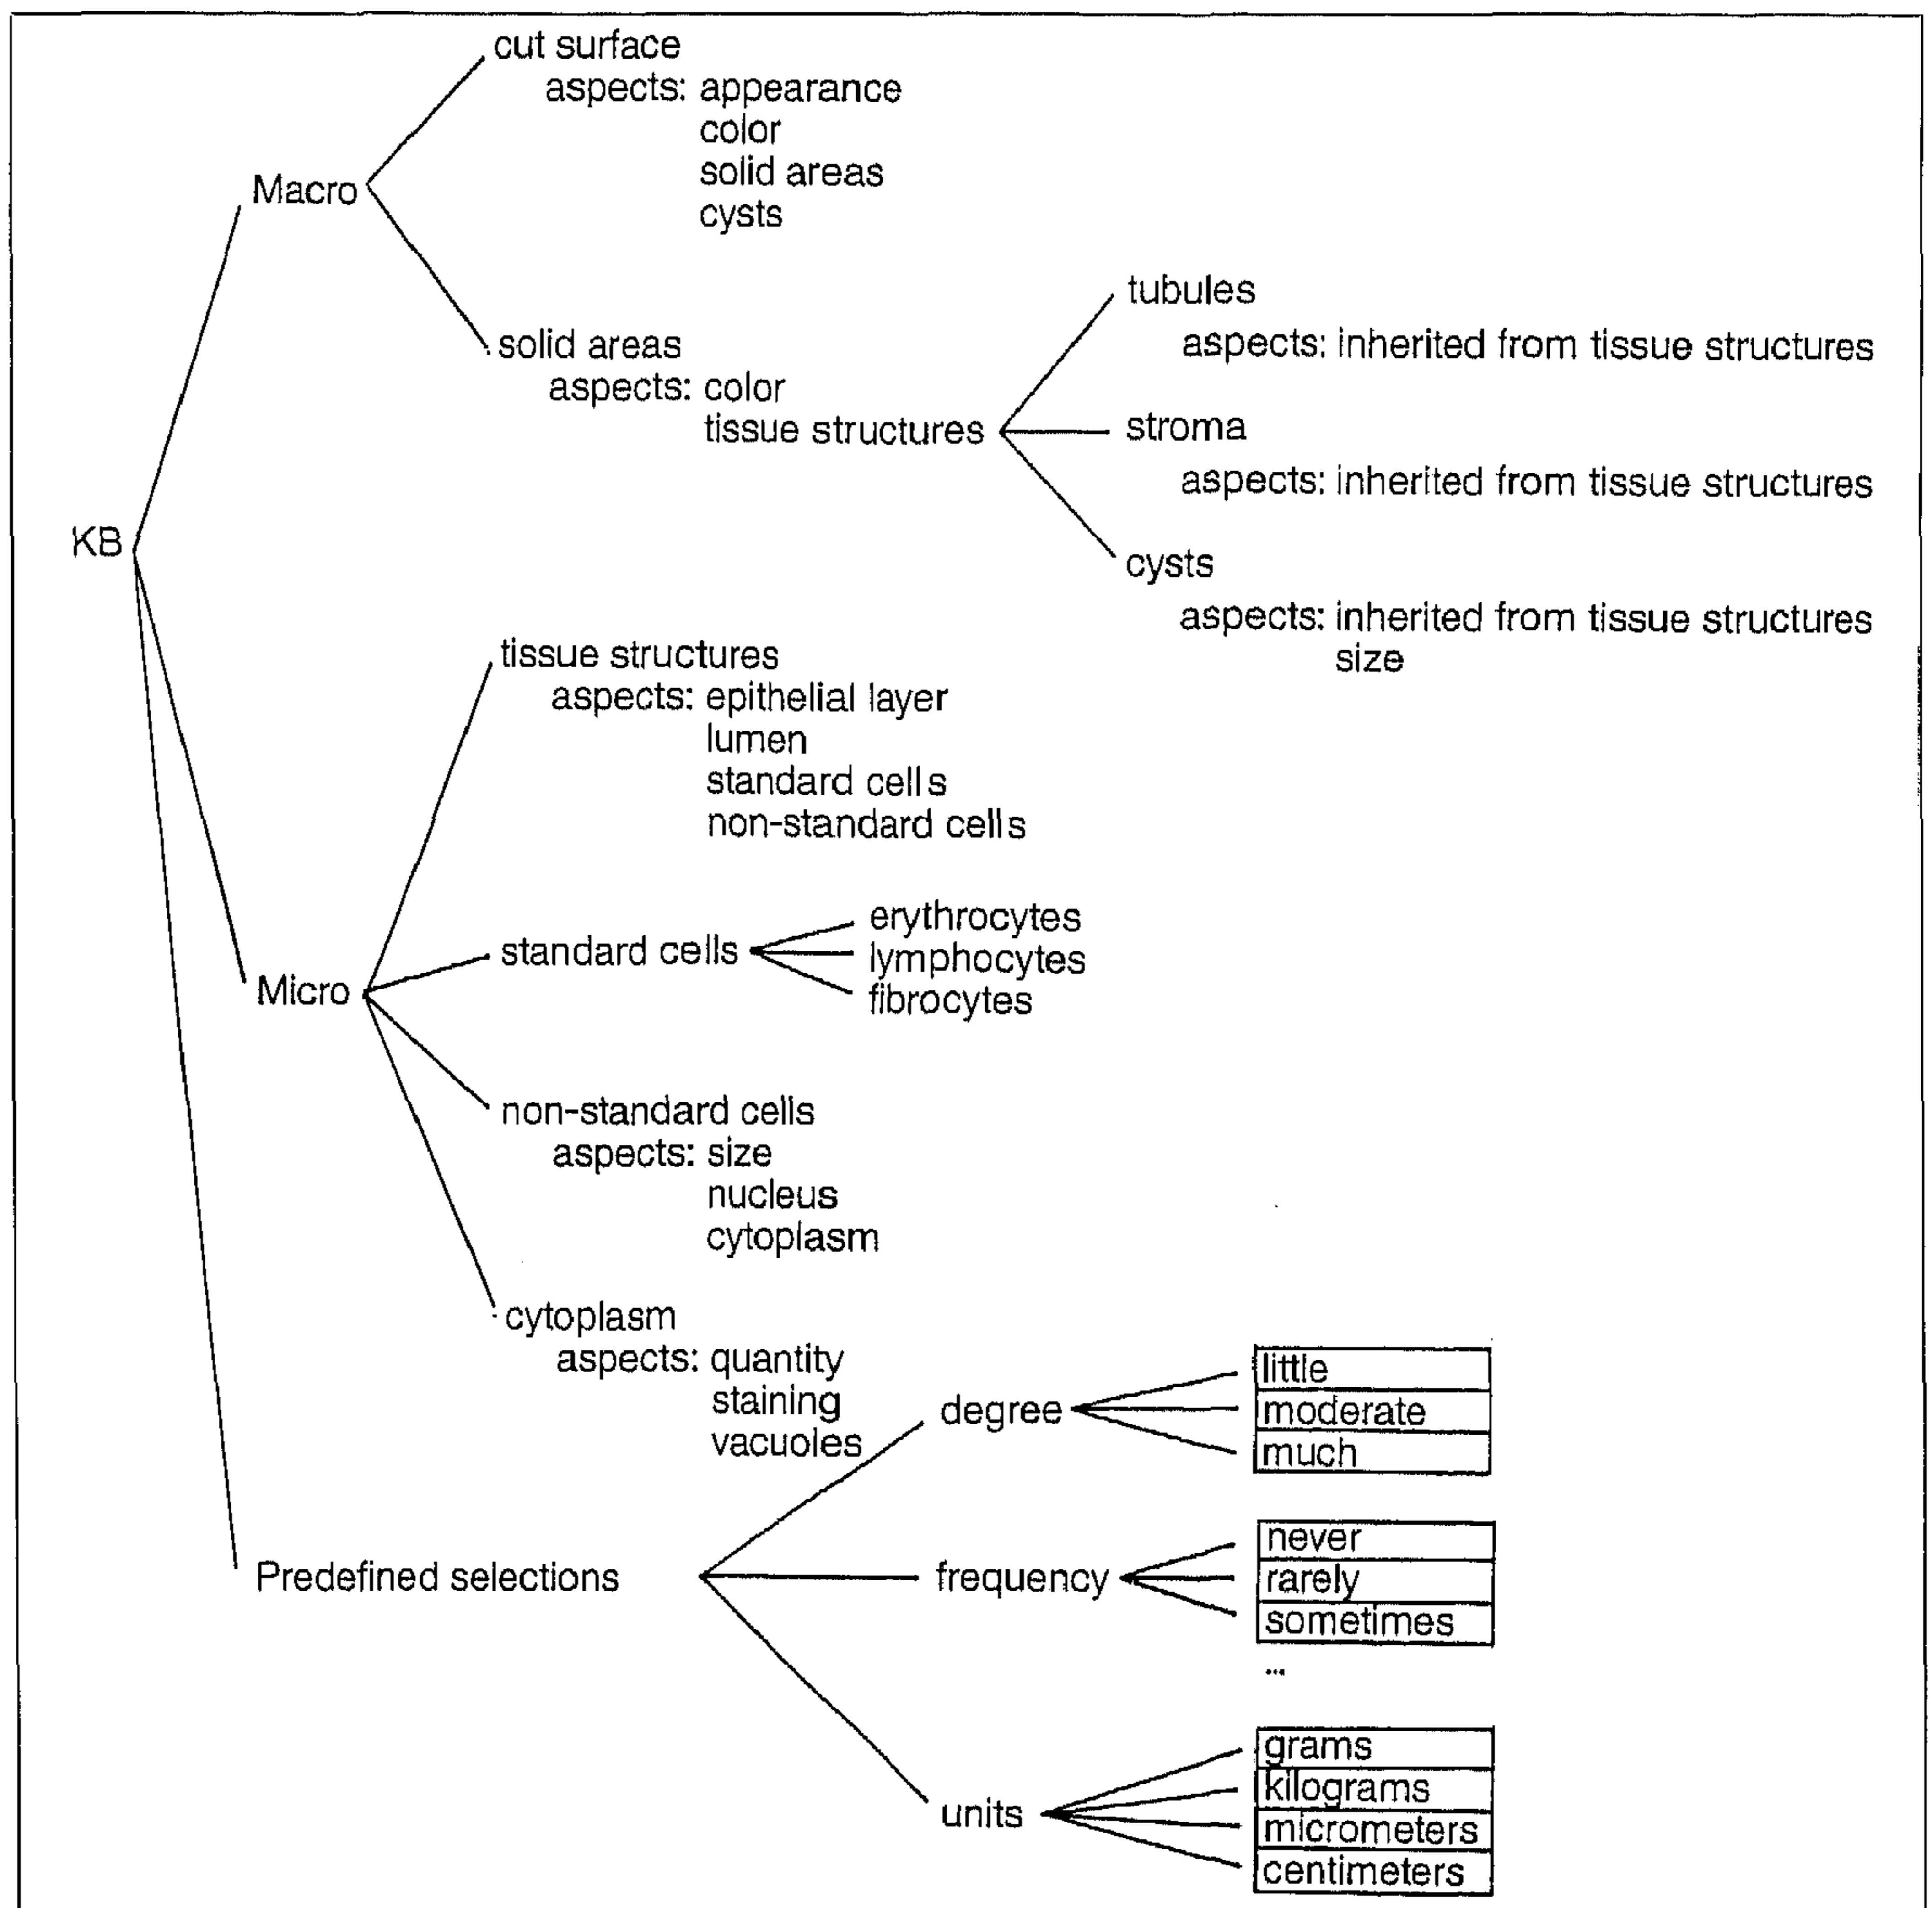 cut surface
aspects: appearance
color
solid areas
cysts
Macro
solid areas
aspects: color
tissue structures
tubules
aspects: inherited from tissue structures
stroma
aspects: inherited from tissue structures
cysts
aspects: inherited from tissue structures
size
KB
tissue structures
aspects: epithelial layer
lumen
standard cells
non-standard cells
standard cells
erythrocytes
lymphocytes
fibrocytes
Micro
non-standard cells
aspects: size
nucleus
cytoplasm
cytoplasm
aspects: quantity
staining
vacuoles
Predefined selections
degree
little
moderate
much
frequency
never
rarely
sometimes
...
units
grams
kilograms
micrometers
centimeters